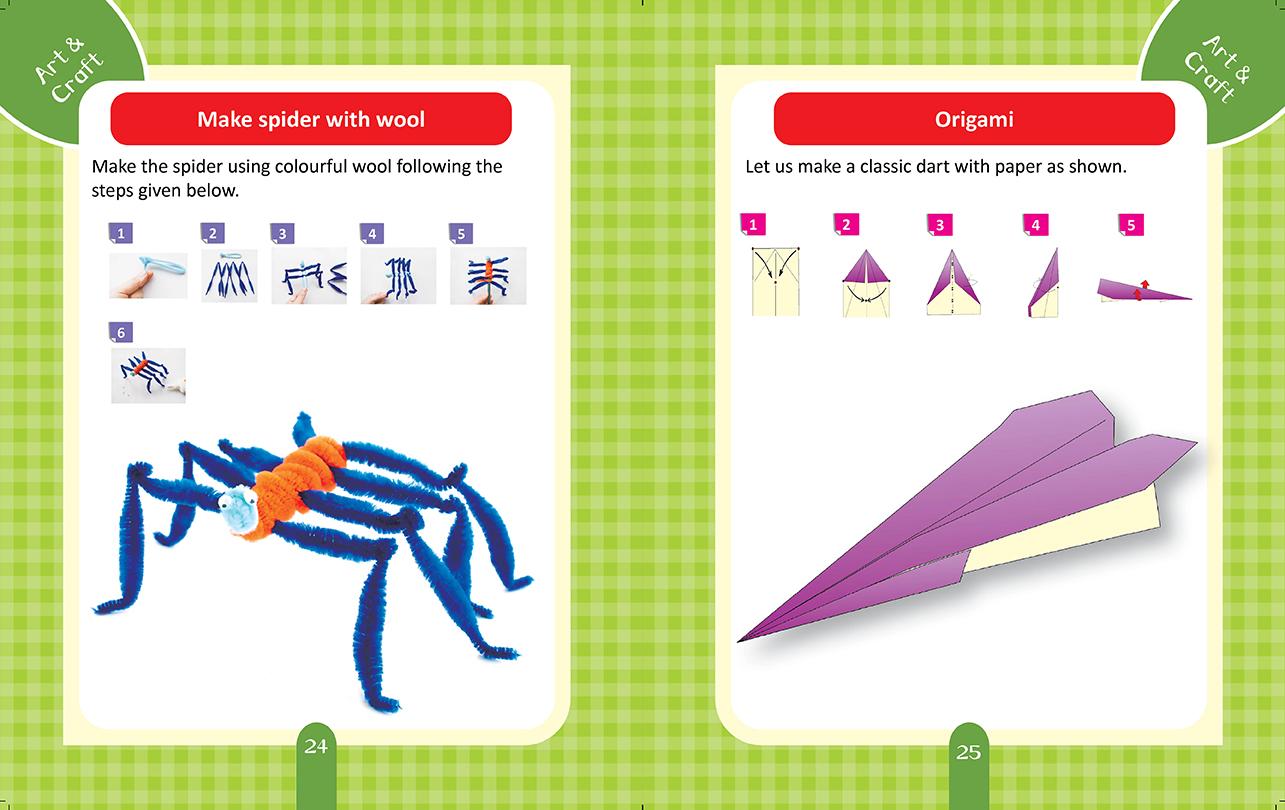 Art &
Craft
Make spider with wool
Make the spider using colourful wool following the
steps given below.
1 2 3 4 5
6
24
Art &
Craft
Origami
Let us make a classic dart with paper as shown.
1 2 3 4 5
25